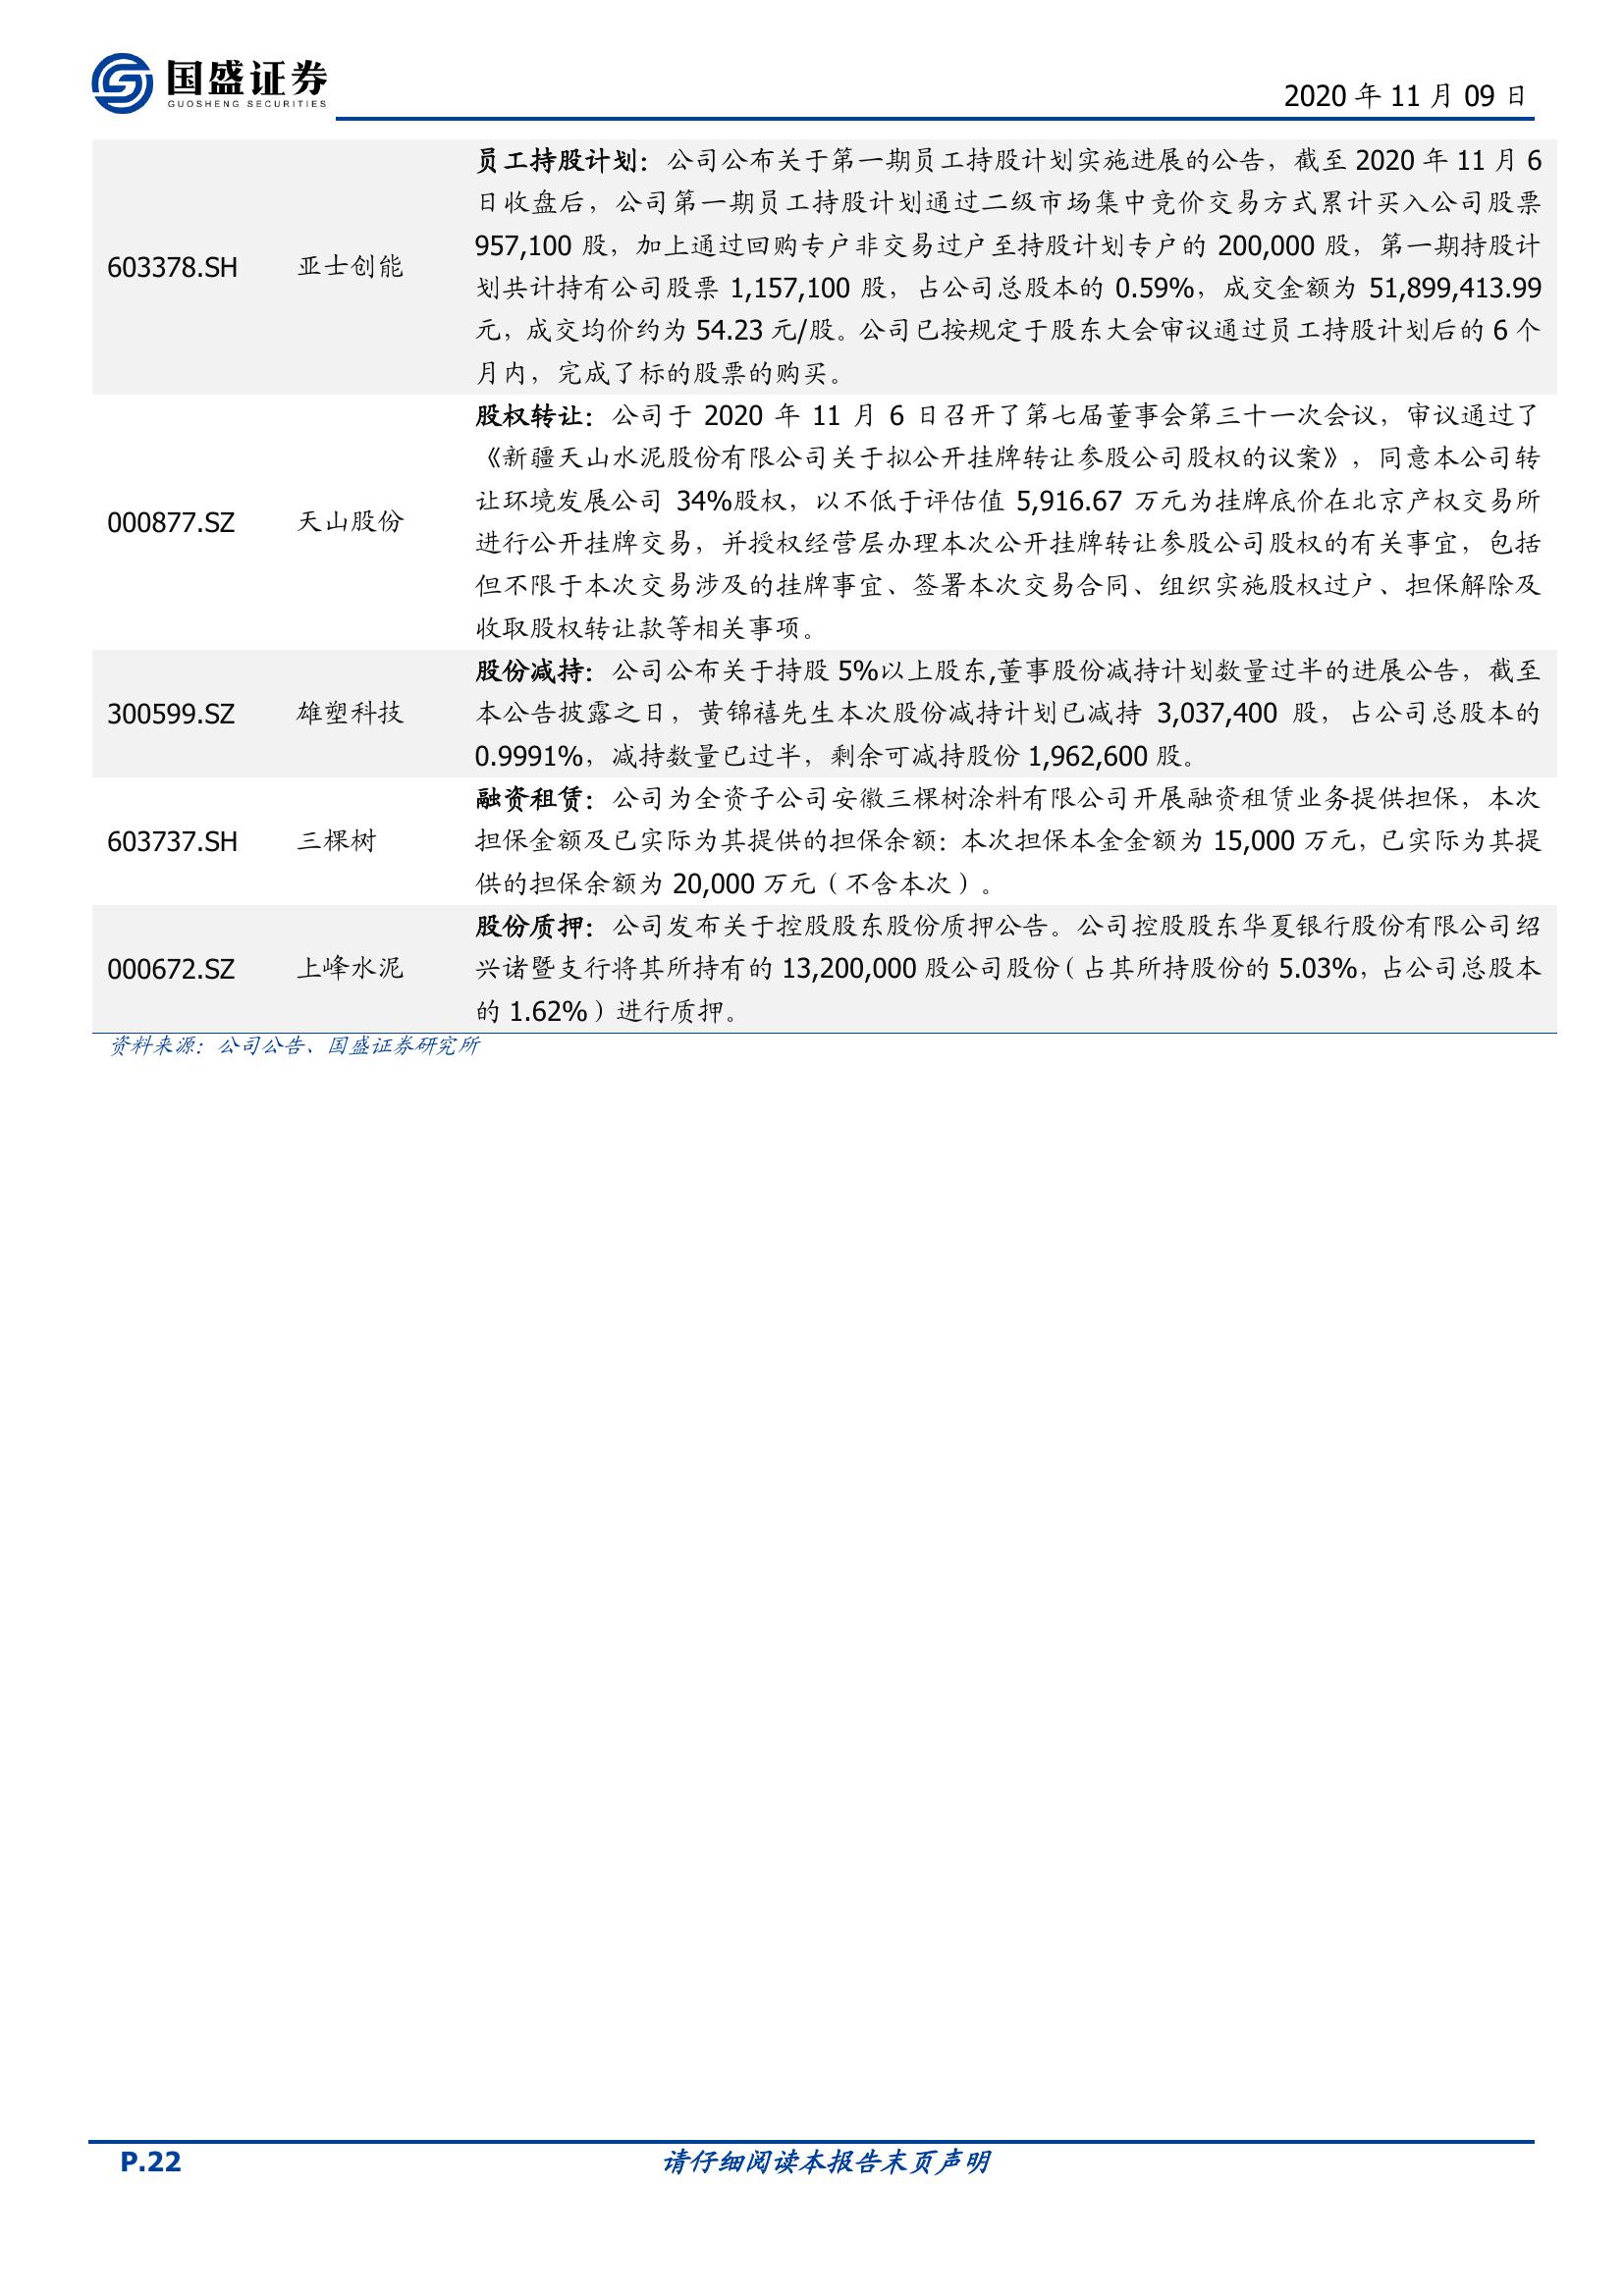 国盛证券
GUOSHENG SECURITIES
2020 年 11 月 09 日
603378.SH
亚士创能
员工持股计划：公司公布关于第一期员工持股计划实施进展的公告，截至 2020 年 11 月 6
日收盘后，公司第一期员工持股计划通过二级市场集中竞价交易方式累计买入公司股票
957,100 股，加上通过回购专户非交易过户至持股计划专户的 200,000 股，第一期持股计
划共计持有公司股票 1,157,100 股，占公司总股本的 0.59%，成交金额为 51,899,413.99
元，成交均价约为 54.23 元/股。公司已按规定于股东大会审议通过员工持股计划后的 6 个
月内，完成了标的股票的购买。
000877.SZ
天山股份
股权转让：公司于 2020 年 11 月 6 日召开了第七届董事会第三十一次会议，审议通过了
《新疆天山水泥股份有限公司关于拟公开挂牌转让参股公司股权的议案》，同意本公司转
让环境发展公司 34%股权，以不低于评估值 5,916.67 万元为挂牌底价在北京产权交易所
进行公开挂牌交易，并授权经营层办理本次公开挂牌转让参股公司股权的有关事宜，包括
但不限于本次交易涉及的挂牌事宜、签署本次交易合同、组织实施股权过户、担保解除及
收取股权转让款等相关事项。
300599.SZ
雄塑科技
股份减持：公司公布关于持股 5%以上股东,董事股份减持计划数量过半的进展公告，截至
本公告披露之日，黄锦禧先生本次股份减持计划已减持 3,037,400 股，占公司总股本的
0.9991%，减持数量已过半，剩余可减持股份 1,962,600 股。
603737.SH
三棵树
融资租赁：公司为全资子公司安徽三棵树涂料有限公司开展融资租赁业务提供担保，本次
担保金额及已实际为其提供的担保余额：本次担保本金金额为 15,000 万元，已实际为其提
供的担保余额为 20,000 万元（不含本次）。
000672.SZ
上峰水泥
股份质押：公司发布关于控股股东股份质押公告。公司控股股东华夏银行股份有限公司绍
兴诸暨支行将其所持有的 13,200,000 股公司股份（占其所持股份的 5.03%，占公司总股本
的 1.62%）进行质押。
资料来源：公司公告、国盛证券研究所
P.22
请仔细阅读本报告末页声明